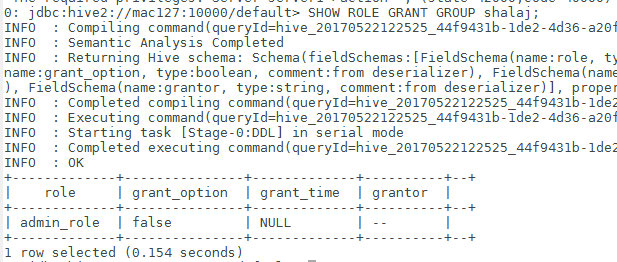 0: jdbc:hive2://mac127:10000/default> SHOW ROLE GRANT GROUP shalaj;
INFO  : Compiling command(queryId=hive_20170522122525_44f9431b-1de2-4d36-a20f
INFO  : Semantic Analysis Completed
INFO  : Returning Hive schema: Schema(fieldSchemas:[FieldSchema(name:role, ty
name:grant_option, type:boolean, comment:from deserializer), FieldSchema(name
), FieldSchema(name:grantor, type:string, comment:from deserializer)], proper
INFO  : Completed compiling command(queryId=hive_20170522122525_44f9431b-1de2
INFO  : Executing command(queryId=hive_20170522122525_44f9431b-1de2-4d36-a20f
INFO  : Starting task [Stage-0:DDL] in serial mode
INFO  : Completed executing command(queryId=hive_20170522122525_44f9431b-1de2
INFO  : OK
+-------------+---------------+-------------+----------+--+
|    role     | grant_option  | grant_time  | grantor  |
+-------------+---------------+-------------+----------+--+
| admin_role  | false         | NULL        | --       |
+-------------+---------------+-------------+----------+--+
1 row selected (0.154 seconds)